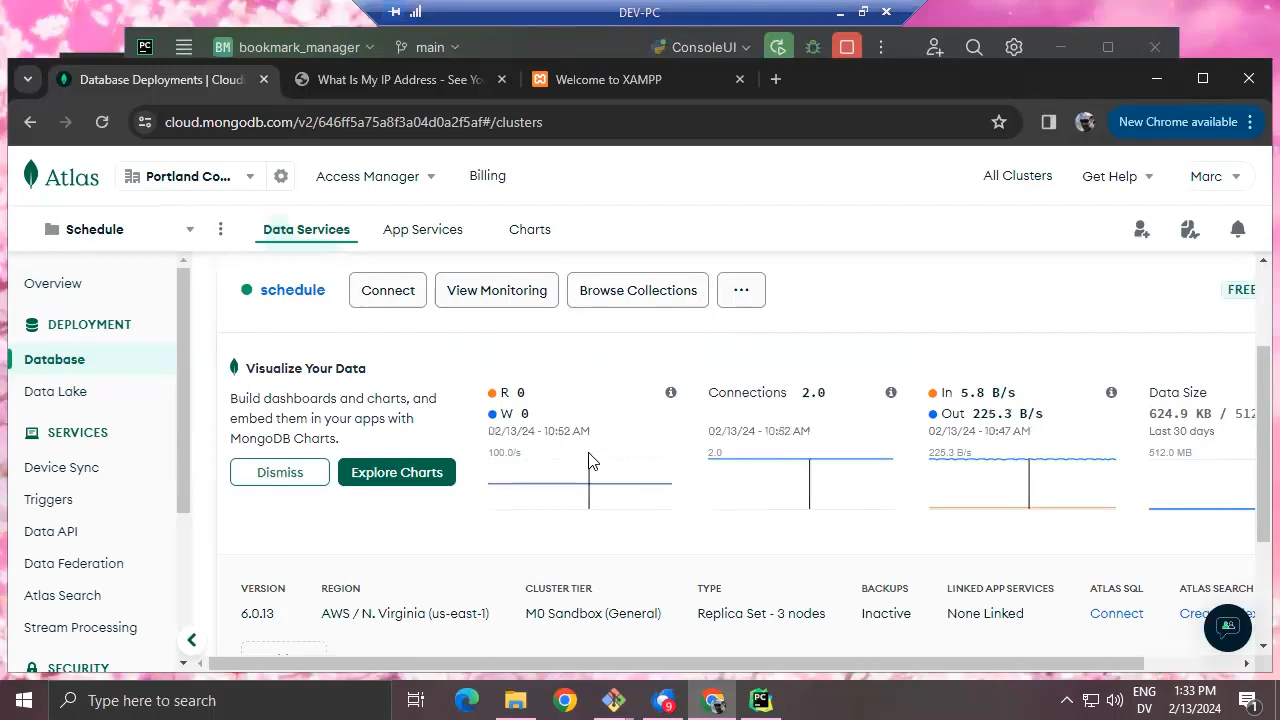 DEV-PC
PC
BM bookmark_manager
main
ConsoleUI
Database Deployments | Cloud
What Is My IP Address - See Yo
Welcome to XAMPP
cloud.mongodb.com/v2/646ff5a75a8f3a04d0a2f5af#/clusters
New Chrome available
Atlas
Portland Co...
Access Manager
Billing
All Clusters
Get Help
Marc
Schedule
Data Services
App Services
Charts
Overview
DEPLOYMENT
Database
Data Lake
SERVICES
Device Sync
Triggers
Data API
Data Federation
Atlas Search
Stream Processing
SECURITY
schedule
Connect
View Monitoring
Browse Collections
...
FREE
Visualize Your Data
Build dashboards and charts, and
embed them in your apps with
MongoDB Charts.
Dismiss
Explore Charts
R 0
W 0
02/13/24 - 10:52 AM
100.0/s
Connections 2.0
02/13/24 - 10:52 AM
2.0
In 5.8 B/s
Out 225.3 B/s
02/13/24 - 10:47 AM
225.3 B/s
Data Size
624.9 KB / 512
Last 30 days
512.0 MB
VERSION
6.0.13
REGION
AWS / N. Virginia (us-east-1)
CLUSTER TIER
M0 Sandbox (General)
TYPE
Replica Set - 3 nodes
BACKUPS
Inactive
LINKED APP SERVICES
None Linked
ATLAS SQL
Connect
ATLAS SEARCH
Type here to search
9
PC
ENG
DV
1:33 PM
2/13/2024
1